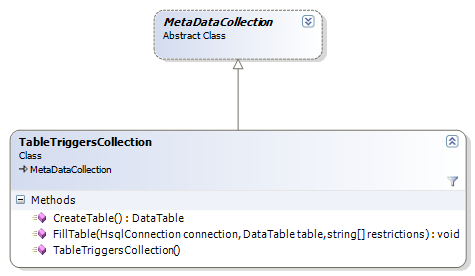 MetaDataCollection
Abstract Class
TableTriggersCollection
Class
MetaDataCollection
Methods
CreateTable() : DataTable
FillTable(HsqlConnection connection, DataTable table, string[] restrictions) : void
TableTriggersCollection()